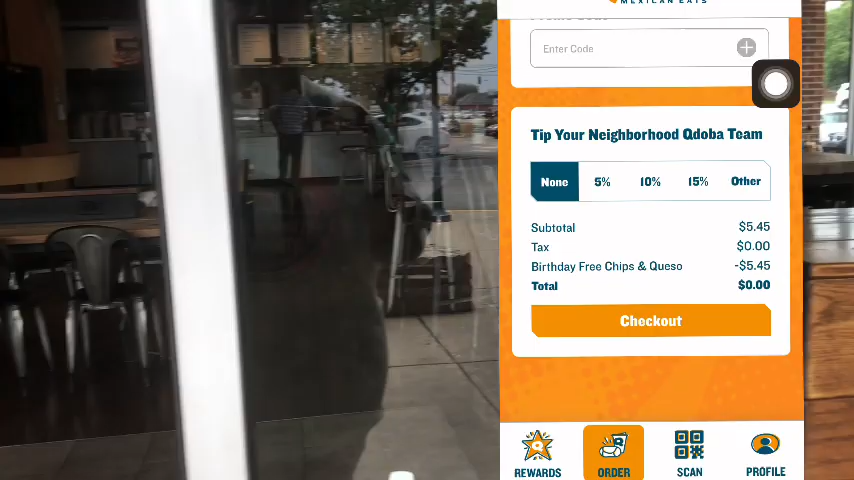 MEXICAN EATS
Enter Code
Tip Your Neighborhood Qdoba Team
None 5% 10% 15% Other
Subtotal $5.45
Tax $0.00
Birthday Free Chips & Queso -$5.45
Total $0.00
Checkout
REWARDS ORDER SCAN PROFILE